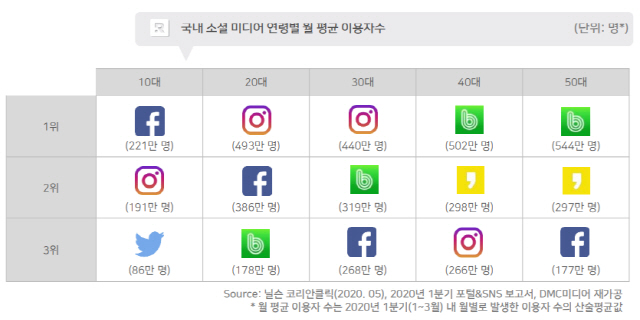 국내 소셜 미디어 연령별 월 평균 이용자수 (단위: 명*)
10대 20대 30대 40대 50대
1위
(221만 명) (493만 명) (440만 명) (502만 명) (544만 명)
2위
(191만 명) (386만 명) (319만 명) (298만 명) (297만 명)
3위
(86만 명) (178만 명) (268만 명) (266만 명) (177만 명)
Source: 닐슨 코리안클릭(2020. 05), 2020년 1분기 포털&SNS 보고서, DMC미디어 재가공
* 월 평균 이용자 수는 2020년 1분기(1~3월) 내 월별로 발생한 이용자 수의 산술평균값